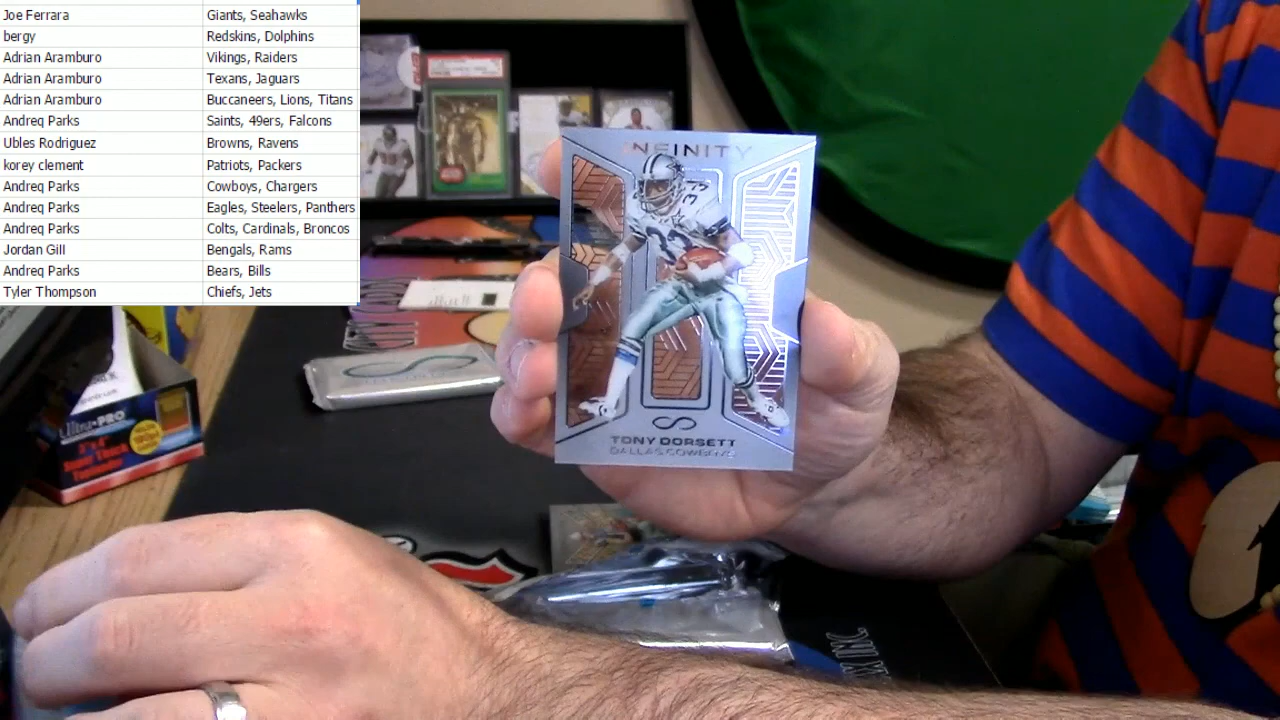 Joe Ferrara Giants, Seahawks
bergy Redskins, Dolphins
Adrian Aramburo Vikings, Raiders
Adrian Aramburo Texans, Jaguars
Adrian Aramburo Buccaneers, Lions, Titans
Andreq Parks Saints, 49ers, Falcons
Ubles Rodriguez Browns, Ravens
korey clement Patriots, Packers
Andreq Parks Cowboys, Chargers
Andreq Parks Eagles, Steelers, Panthers
Andreq Parks Colts, Cardinals, Broncos
Jordan Gill Bengals, Rams
Andreq Parks Bears, Bills
Tyler Thompson Chiefs, Jets
INFINITY
33
33
TONY DORSETT
DALLAS COWBOYS
Ultra-PRO
INC.